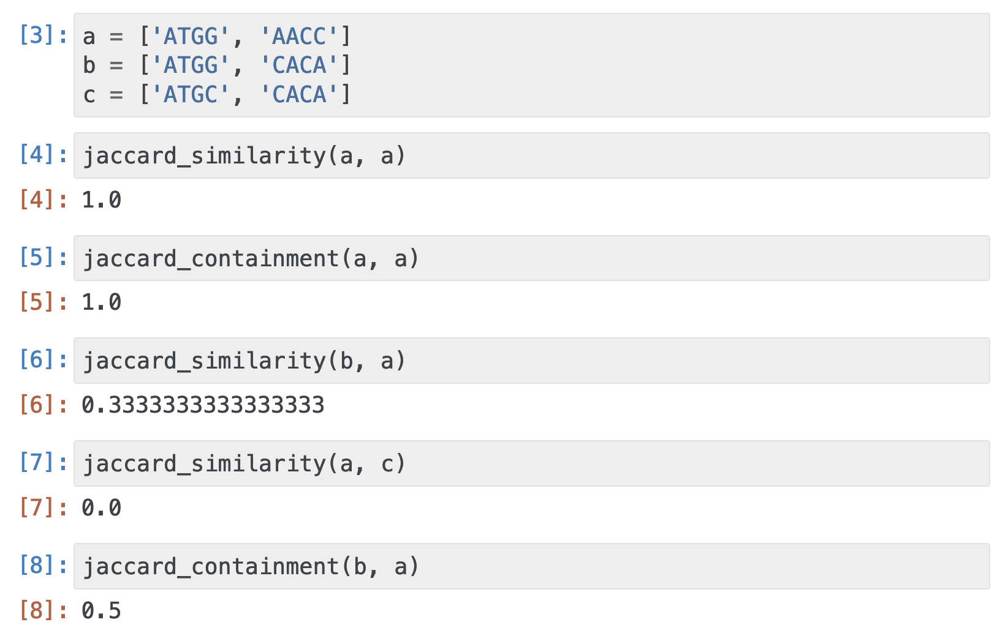 [3]: a = ['ATGG', 'AACC']
b = ['ATGG', 'CACA']
c = ['ATGC', 'CACA']
[4]: jaccard_similarity(a, a)
[4]: 1.0
[5]: jaccard_containment(a, a)
[5]: 1.0
[6]: jaccard_similarity(b, a)
[6]: 0.3333333333333333
[7]: jaccard_similarity(a, c)
[7]: 0.0
[8]: jaccard_containment(b, a)
[8]: 0.5